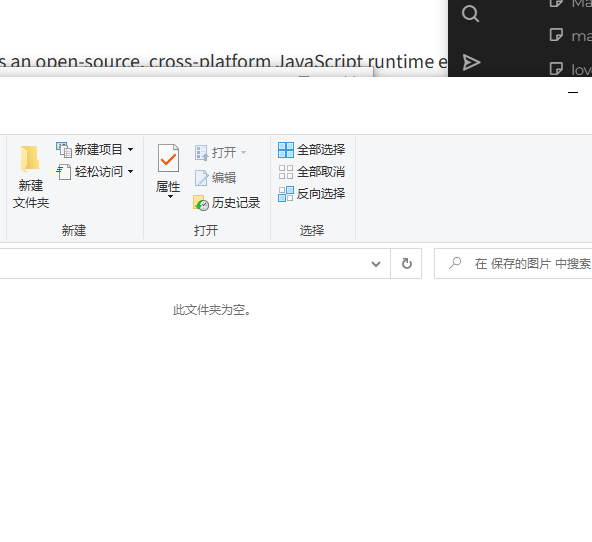 Ma
s an open-source, cross-platform JavaScript runtime e
ma
love
新建项目
轻松访问
新建
文件夹
新建
属性
打开
编辑
历史记录
打开
全部选择
全部取消
反向选择
选择
在 保存的图片 中搜索
此文件夹为空。